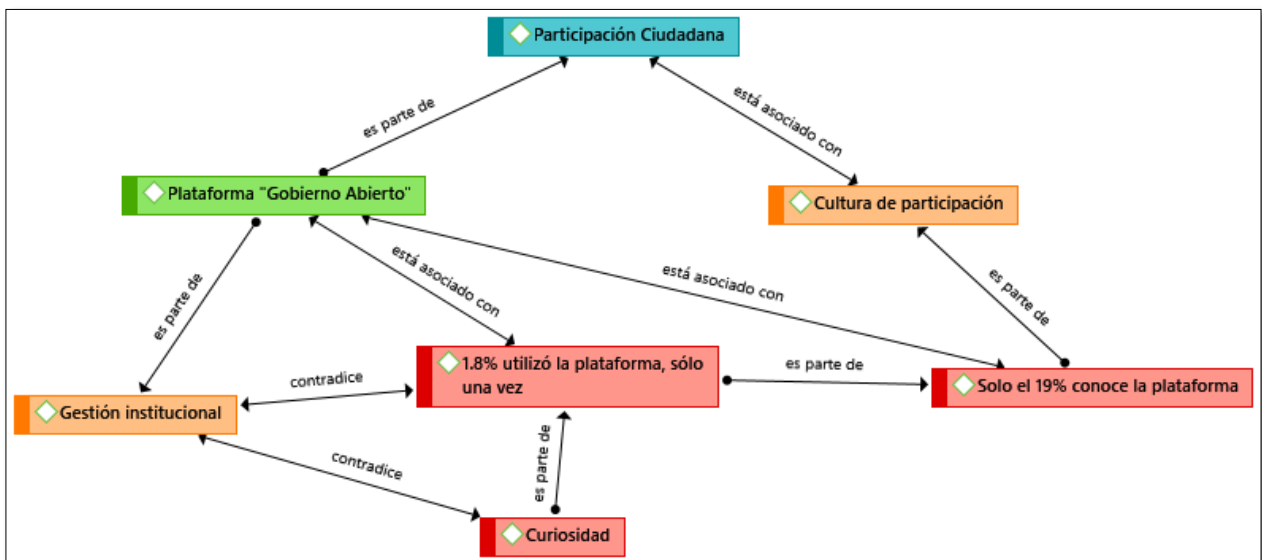 Participación Ciudadana
es parte de
está asociado con
Platama "Gobierno Abierto"
Cultura de participación
es parte de
está asociado con
está asociado con
es parte de
1.8% utilizó la plataforma, sólo
una vez
es parte de
Solo el 19% conoce la plataforma
contradice
Gestión institucional
contradice
es parte de
Curiosidad